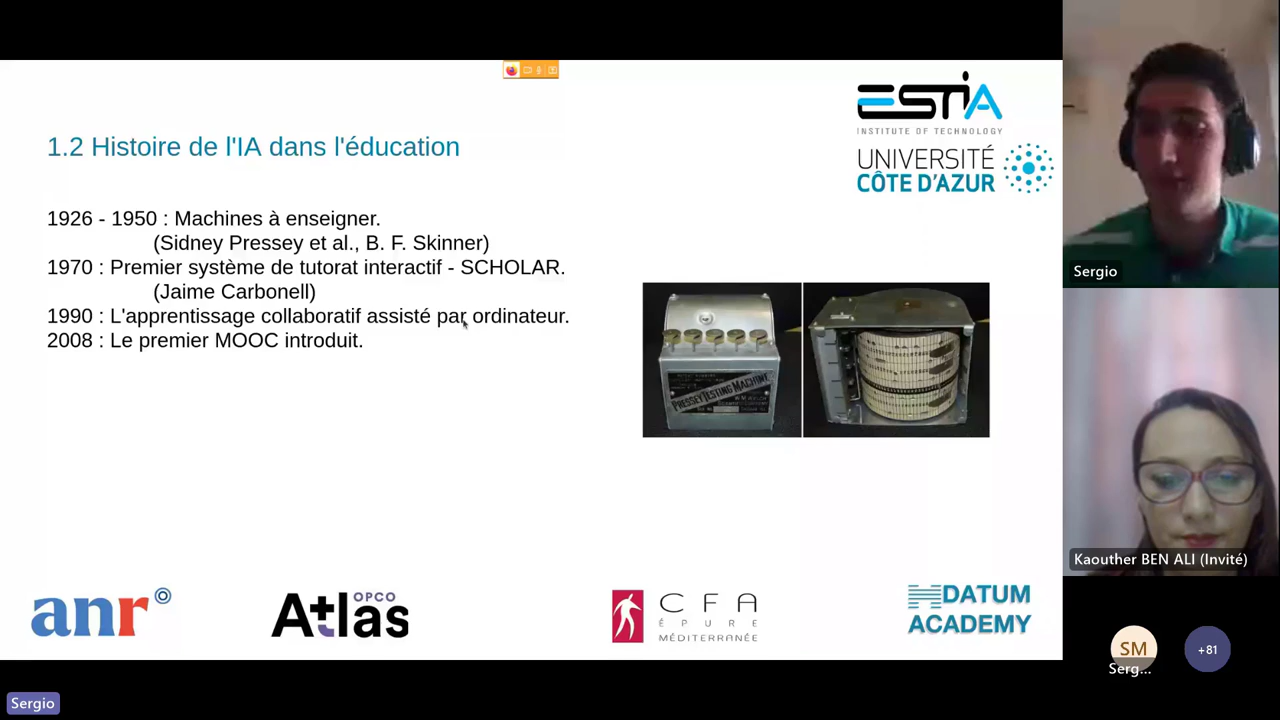 1.2 Histoire de l'IA dans l'éducation
1926 - 1950 : Machines à enseigner.
(Sidney Pressey et al., B. F. Skinner)
1970 : Premier système de tutorat interactif - SCHOLAR.
(Jaime Carbonell)
1990 : L'apprentissage collaboratif assisté par ordinateur.
2008 : Le premier MOOC introduit.
ESTIA
INSTITUTE OF TECHNOLOGY
UNIVERSITÉ
CÔTE D'AZUR
PRESSEY TESTING MACHINE
anr
OPCO
Atlas
CFA
ÉPURE
MÉDITERRANÉE
DATUM
ACADEMY
Sergio
Kaouther BEN ALI (Invité)
SM
Serg...
+81
Sergio